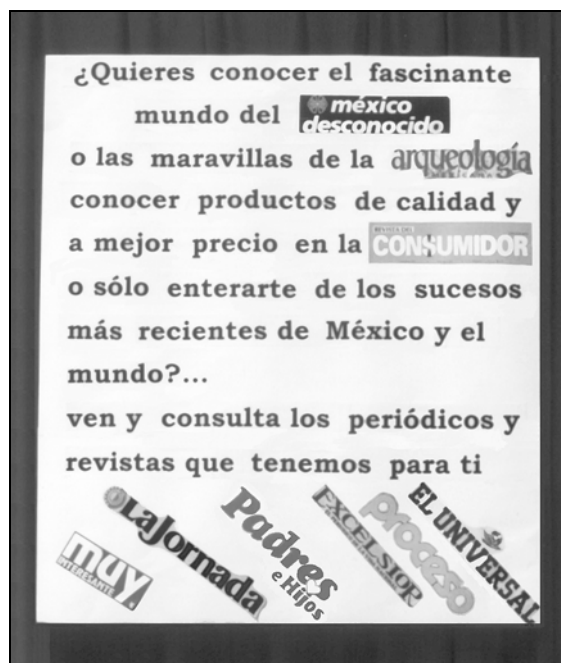 ¿Quieres conocer el fascinante
mundo del méxico desconocido
o las maravillas de la arqueología
conocer productos de calidad y
a mejor precio en la REVISTA DEL CONSUMIDOR
o sólo enterarte de los sucesos
más recientes de México y el
mundo?...
ven y consulta los periódicos y
revistas que tenemos para ti
muy INTERESANTE
La Jornada
Padres e Hijos
EXCELSIOR
proceso
EL UNIVERSAL